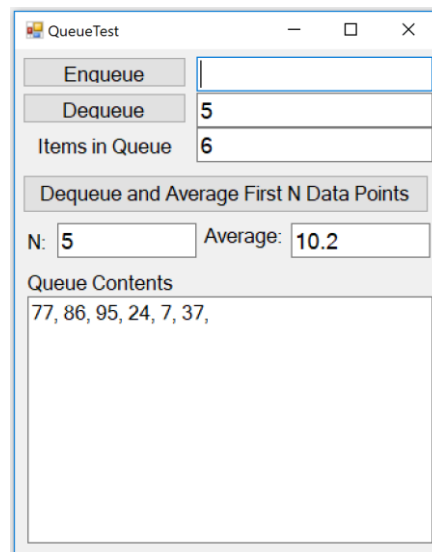 QueueTest
Enqueue
Dequeue 5
Items in Queue 6
Dequeue and Average First N Data Points
N: 5 Average: 10.2
Queue Contents
77, 86, 95, 24, 7, 37,